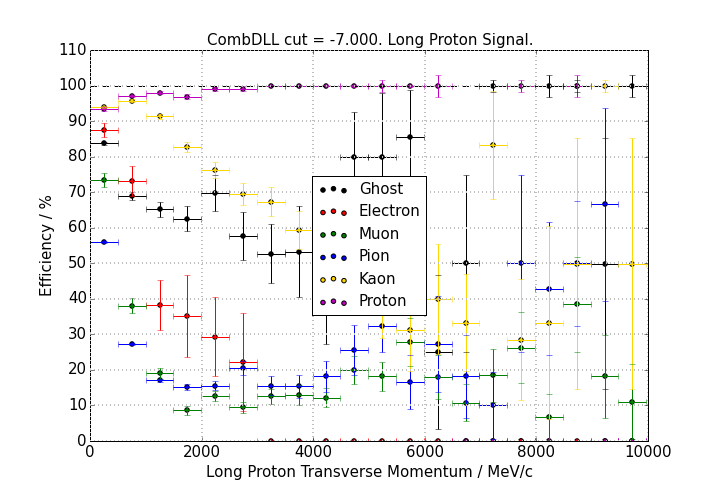 CombDLL cut = -7.000. Long Proton Signal.
Efficiency / %
110
100
90
80
70
60
50
40
30
20
10
0
Ghost
Electron
Muon
Pion
Kaon
Proton
0 2000 4000 6000 8000 10000
Long Proton Transverse Momentum / MeV/c